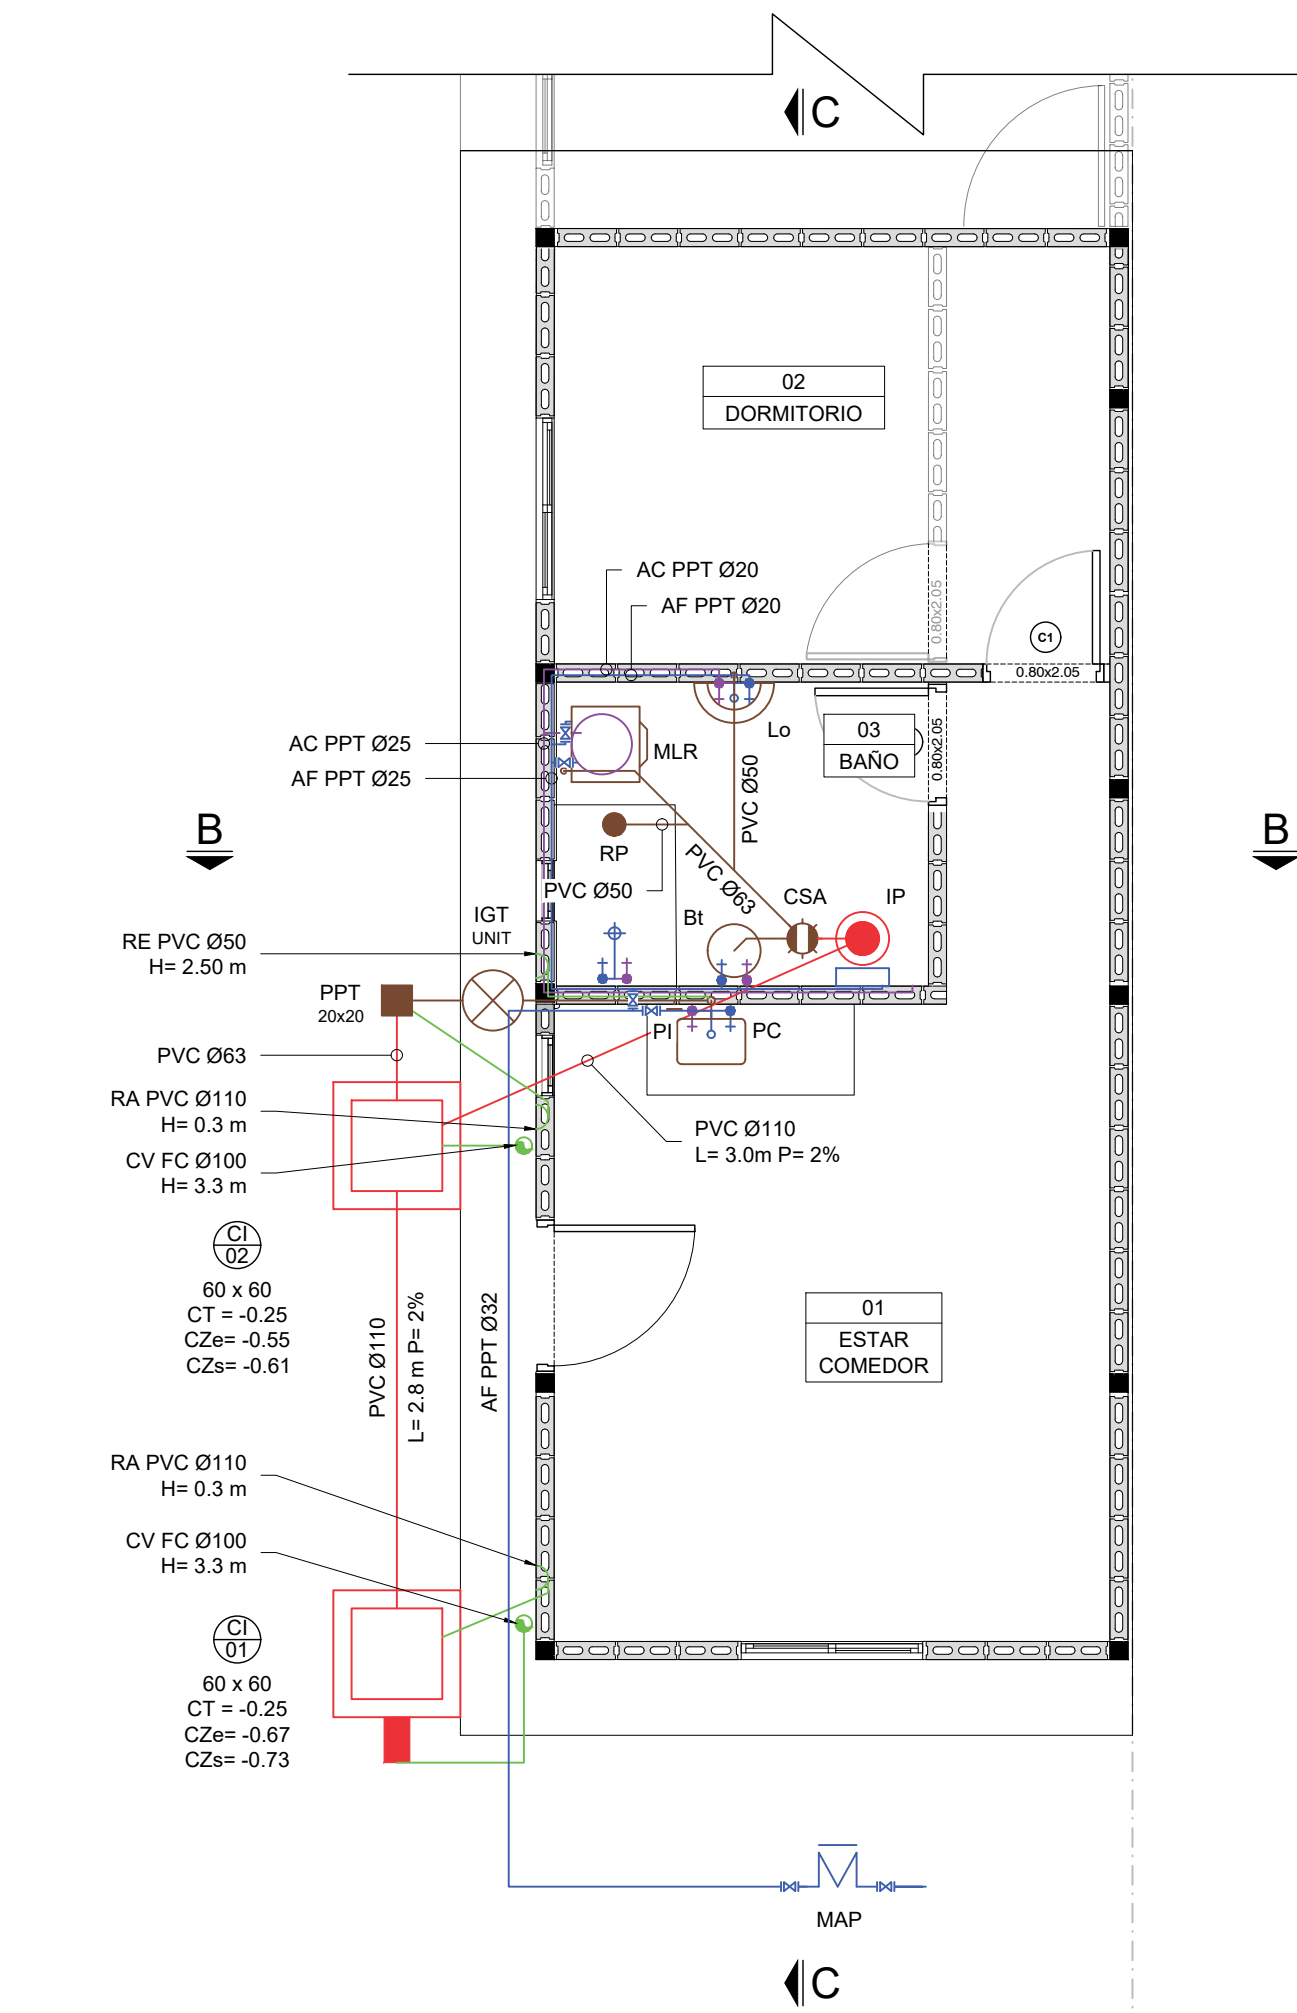 C
02
DORMITORIO
AC PPT Ø20
AF PPT Ø20
0.80x2.05
C1
0.80x2.05
Lo
03
BAÑO
0.80x2.05
AC PPT Ø25
AF PPT Ø25
MLR
PVC Ø50
B
B
RP
PVC Ø63
PVC Ø50
CSA
IP
Bt
IGT
UNIT
RE PVC Ø50
H= 2.50 m
PPT
20x20
PI
PC
PVC Ø63
RA PVC Ø110
H= 0.3 m
PVC Ø110
L= 3.0m P= 2%
CV FC Ø100
H= 3.3 m
CI
02
60 x 60
CT = -0.25
CZe= -0.55
CZs= -0.61
PVC Ø110
L= 2.8 m P= 2%
AF PPT Ø32
01
ESTAR
COMEDOR
RA PVC Ø110
H= 0.3 m
CV FC Ø100
H= 3.3 m
CI
01
60 x 60
CT = -0.25
CZe= -0.67
CZs= -0.73
MAP
C